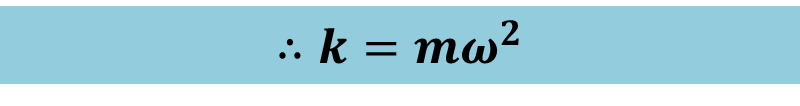 ∴ k = mω²